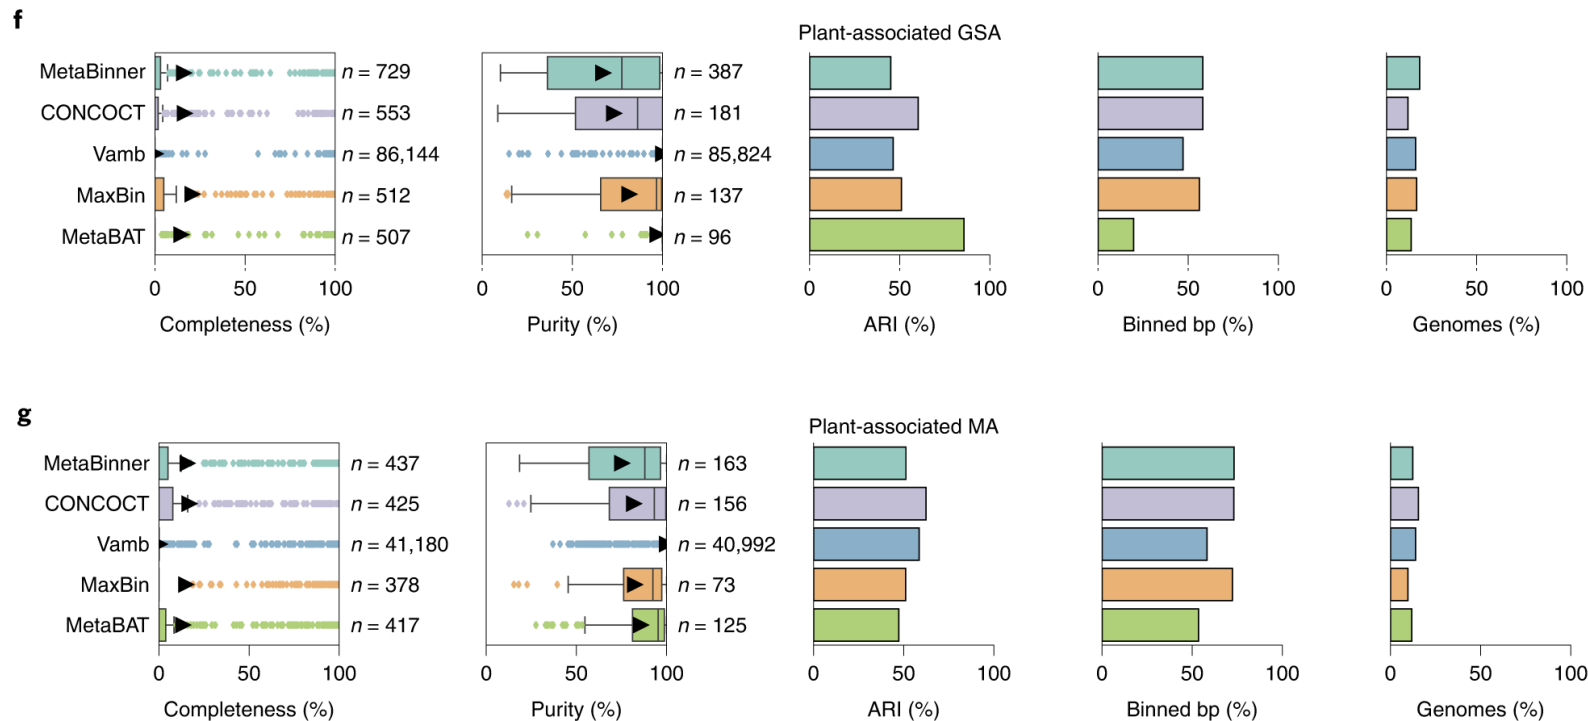 f
Plant-associated GSA
MetaBinner n = 729 n = 387
CONCOCT n = 553 n = 181
Vamb n = 86,144 n = 85,824
MaxBin n = 512 n = 137
MetaBAT n = 507 n = 96
0 50 100 0 50 100 0 50 100 0 50 100 0 50 100
Completeness (%) Purity (%) ARI (%) Binned bp (%) Genomes (%)
g
Plant-associated MA
MetaBinner n = 437 n = 163
CONCOCT n = 425 n = 156
Vamb n = 41,180 n = 40,992
MaxBin n = 378 n = 73
MetaBAT n = 417 n = 125
0 50 100 0 50 100 0 50 100 0 50 100 0 50 100
Completeness (%) Purity (%) ARI (%) Binned bp (%) Genomes (%)